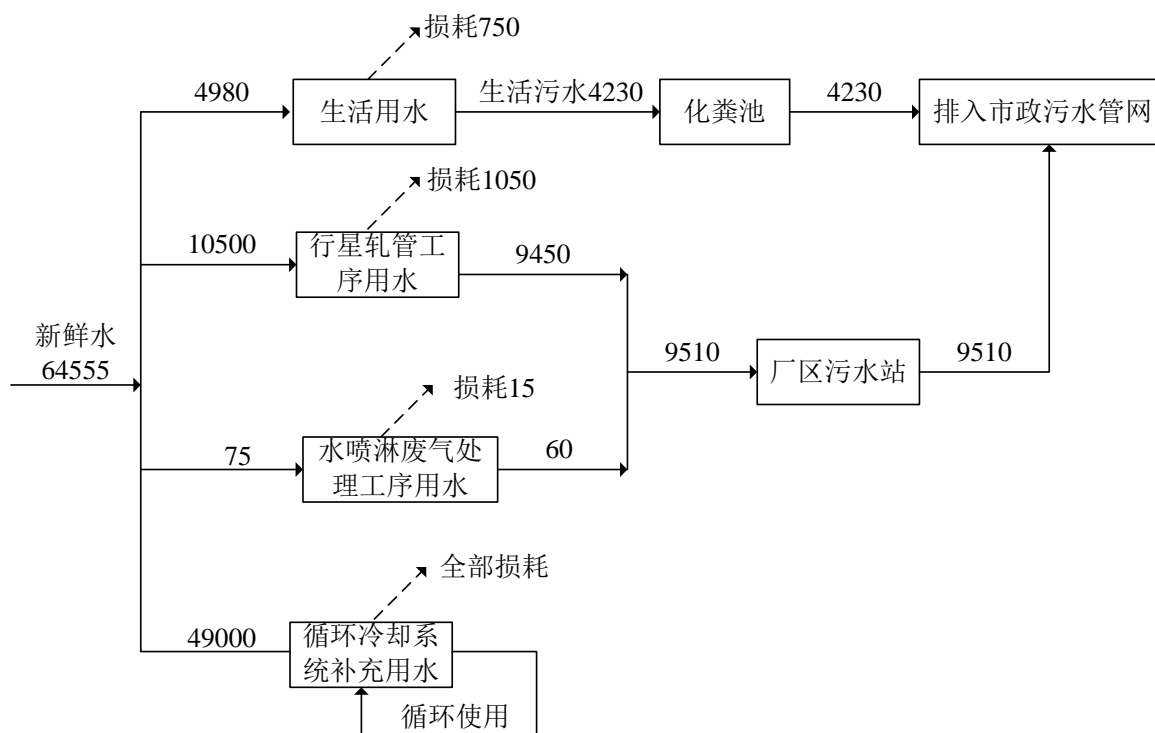 损耗750
4980
生活用水
生活污水4230
化粪池
4230
排入市政污水管网
损耗1050
10500
行星轧管工
序用水
9450
新鲜水
64555
9510
厂区污水站
9510
损耗15
75
水喷淋废气处
理工序用水
60
全部损耗
49000
循环冷却系
统补充用水
循环使用